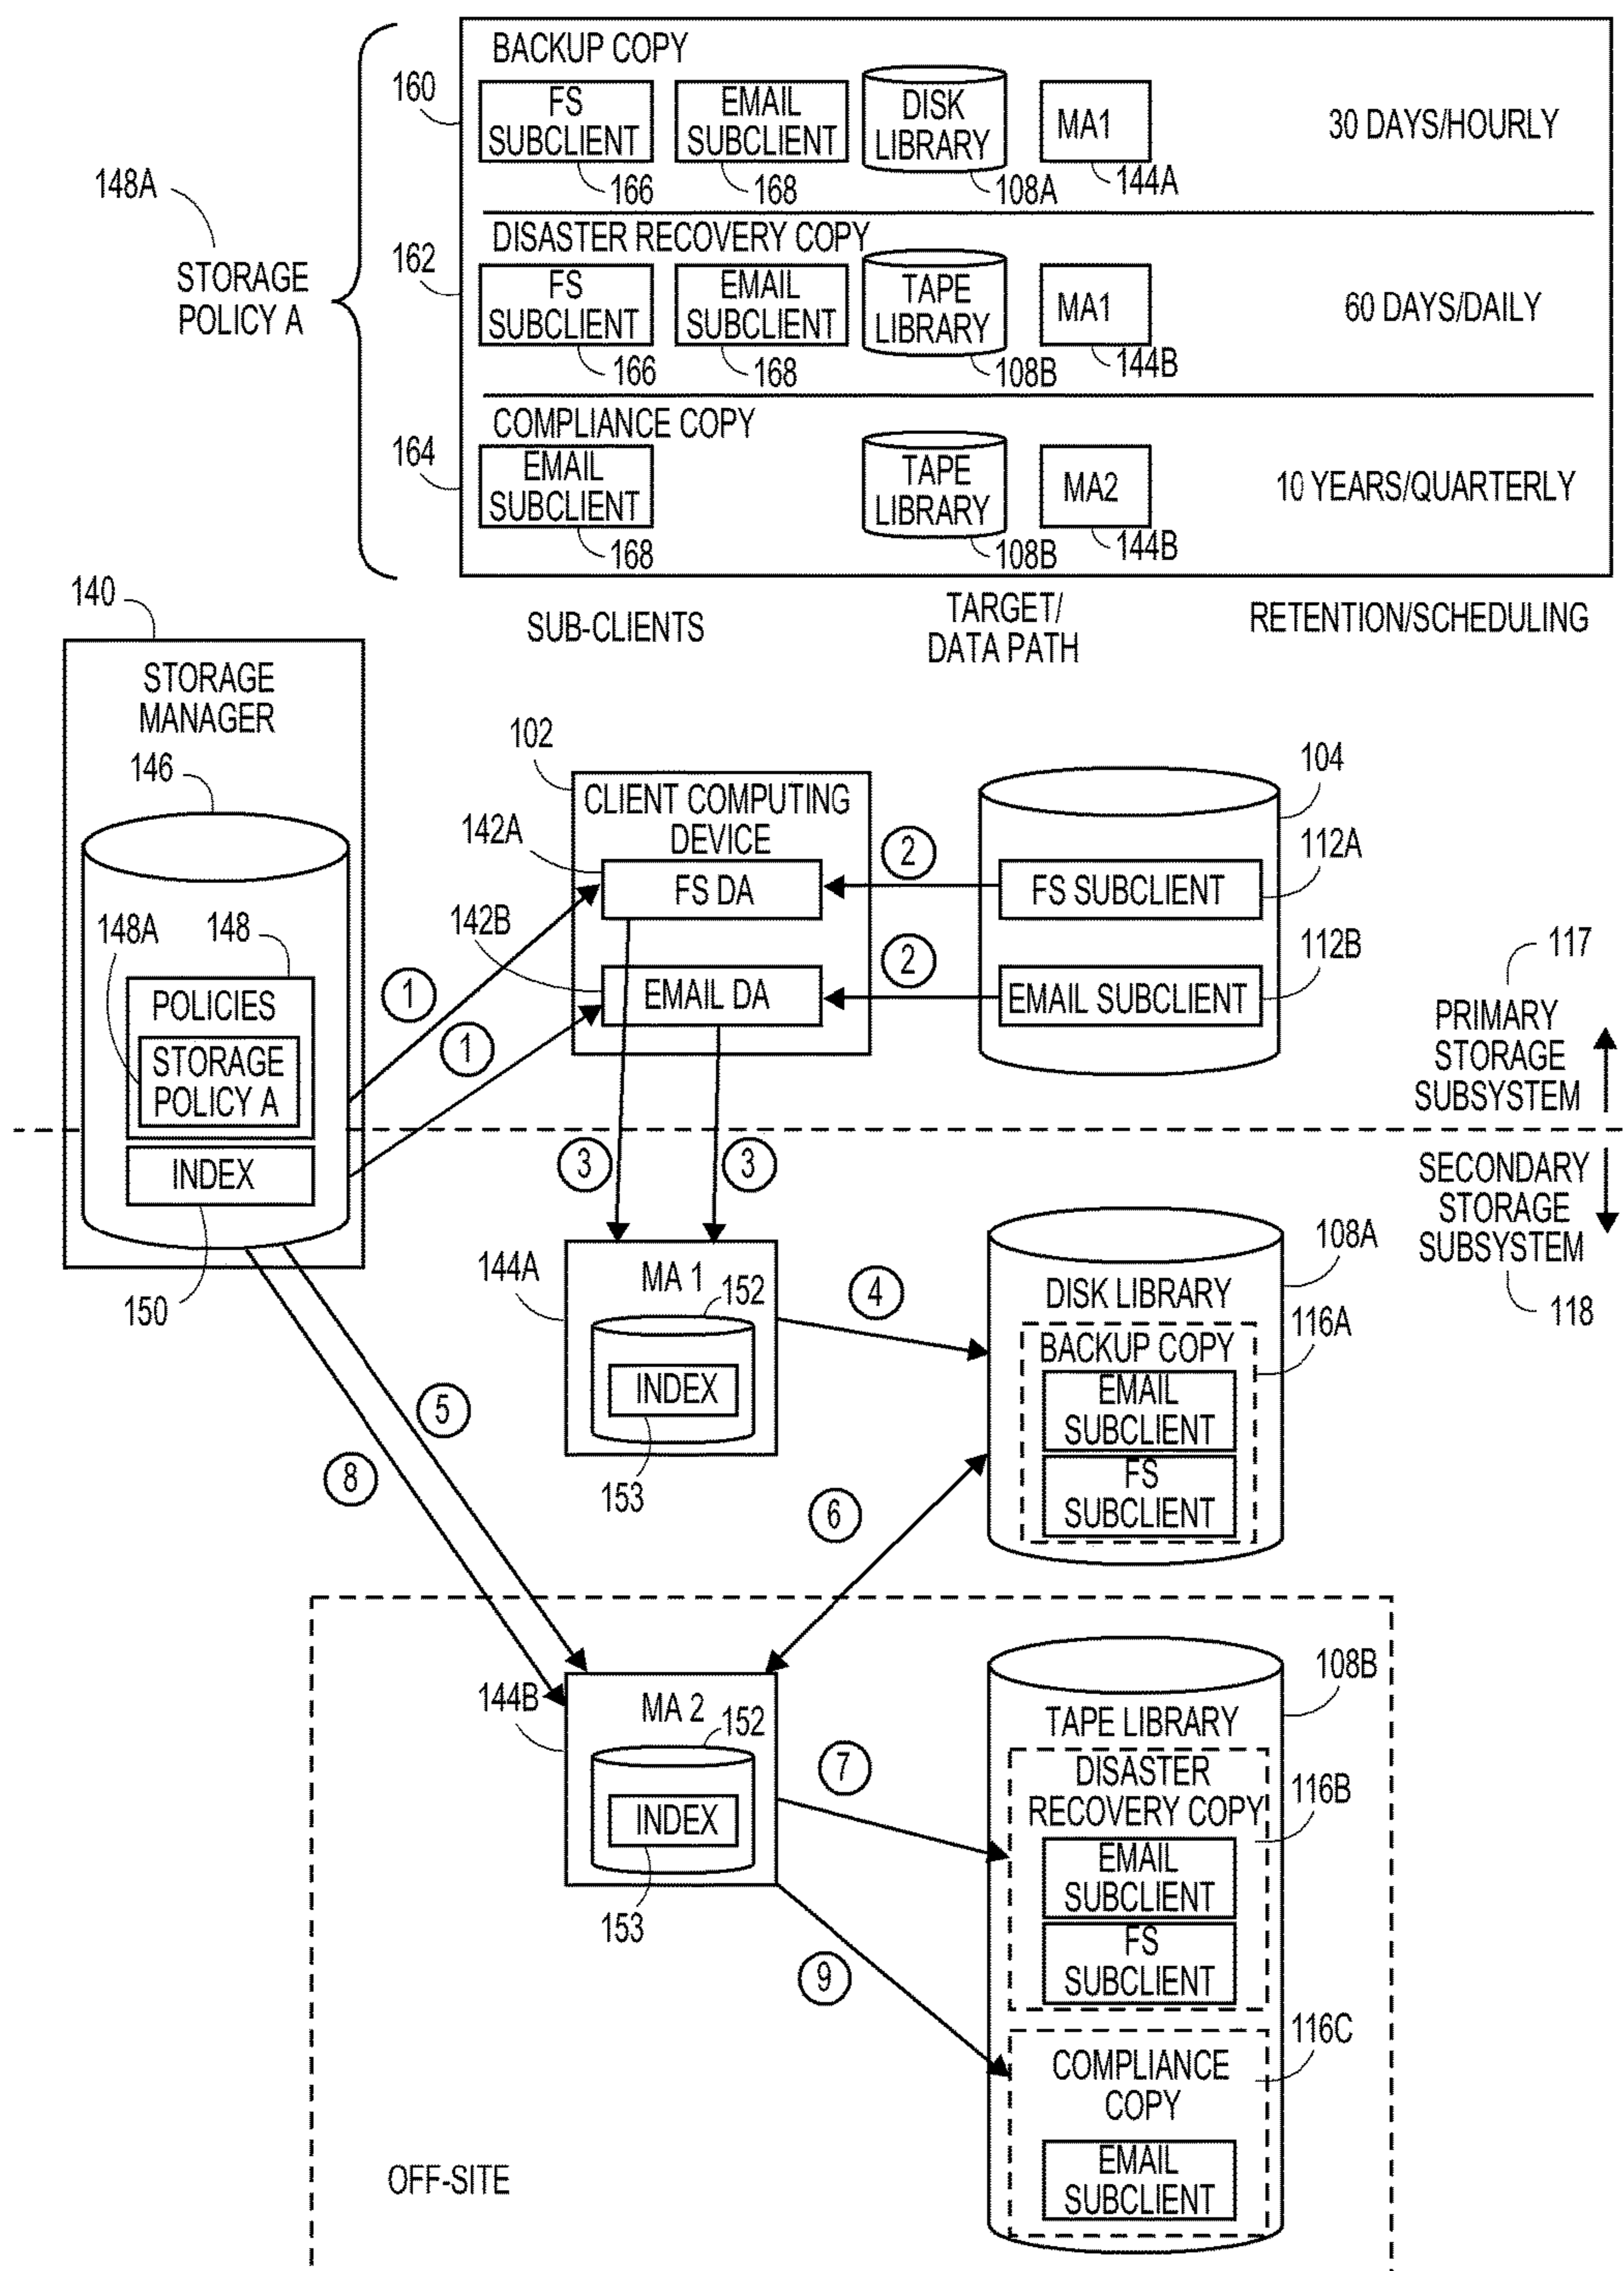 BACKUP COPY
160
FS
SUBCLIENT
166
EMAIL
SUBCLIENT
168
DISK
LIBRARY
108A
MA1
144A
30 DAYS/HOURLY
148A
STORAGE
POLICY A
DISASTER RECOVERY COPY
162
FS
SUBCLIENT
166
EMAIL
SUBCLIENT
168
TAPE
LIBRARY
108B
MA1
144B
60 DAYS/DAILY
COMPLIANCE COPY
164
EMAIL
SUBCLIENT
168
TAPE
LIBRARY
108B
MA2
144B
10 YEARS/QUARTERLY
SUB-CLIENTS
TARGET/
DATA PATH
RETENTION/SCHEDULING
140
STORAGE
MANAGER
146
148A
148
POLICIES
STORAGE
POLICY A
INDEX
150
102
CLIENT COMPUTING
DEVICE
142A
FS DA
142B
EMAIL DA
1
1
2
2
104
FS SUBCLIENT
112A
EMAIL SUBCLIENT
112B
117
PRIMARY
STORAGE
SUBSYSTEM
SECONDARY
STORAGE
SUBSYSTEM
118
3
3
144A
MA 1
152
INDEX
153
4
108A
DISK LIBRARY
116A
BACKUP COPY
EMAIL
SUBCLIENT
FS
SUBCLIENT
5
8
6
144B
MA 2
152
INDEX
153
7
9
108B
TAPE LIBRARY
DISASTER
RECOVERY COPY
116B
EMAIL
SUBCLIENT
FS
SUBCLIENT
116C
COMPLIANCE
COPY
EMAIL
SUBCLIENT
OFF-SITE